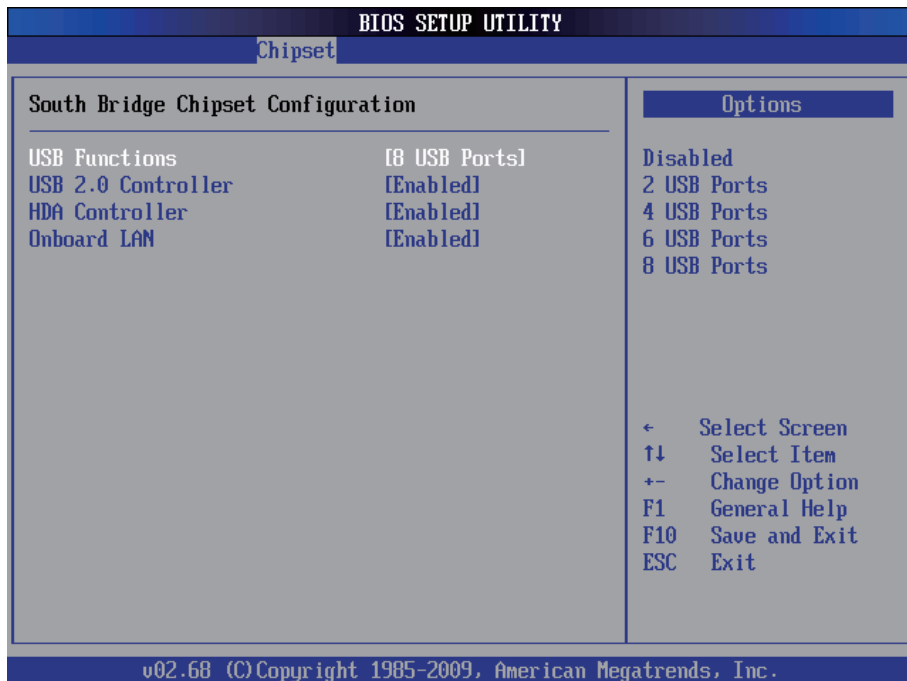 BIOS SETUP UTILITY
Chipset
South Bridge Chipset Configuration
USB Functions [8 USB Ports]
USB 2.0 Controller [Enabled]
HDA Controller [Enabled]
Onboard LAN [Enabled]
Options
Disabled
2 USB Ports
4 USB Ports
6 USB Ports
8 USB Ports
← Select Screen
↑↓ Select Item
+- Change Option
F1 General Help
F10 Save and Exit
ESC Exit
v02.68 (C)Copyright 1985-2009, American Megatrends, Inc.